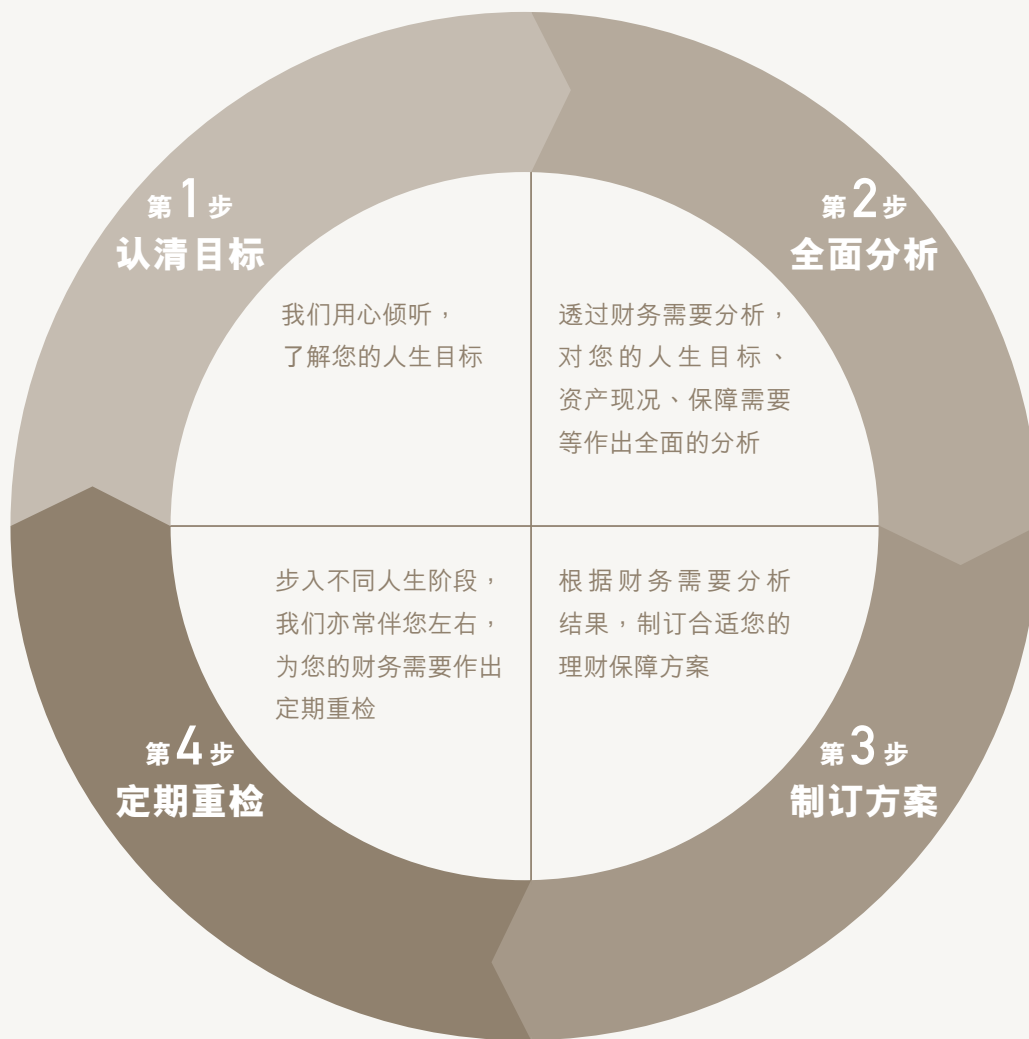 第1步
认清目标
我们用心倾听，
了解您的人生目标
第2步
全面分析
透过财务需要分析，
对您的人生目标、
资产现况、保障需要
等作出全面的分析
第3步
制订方案
根据财务需要分析
结果，制订合适您的
理财保障方案
第4步
定期重检
步入不同人生阶段，
我们亦常伴您左右，
为您的财务需要作出
定期重检